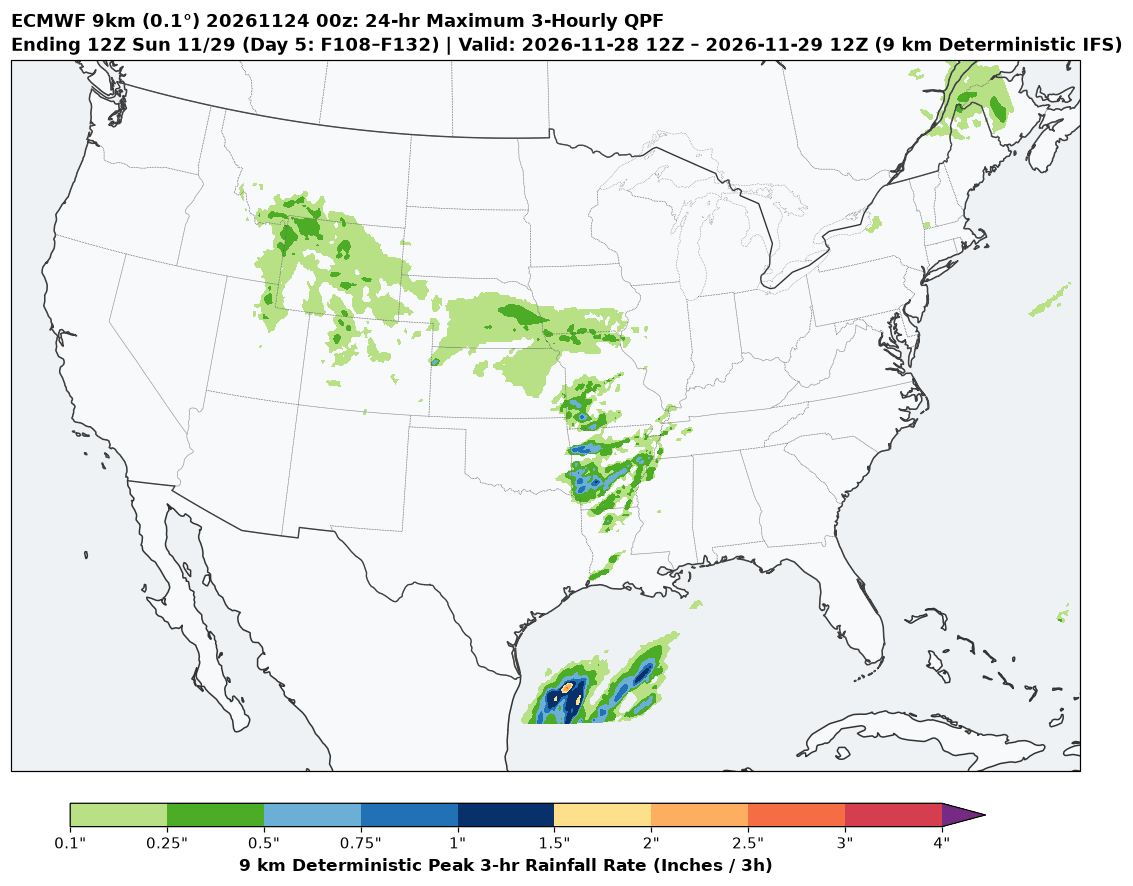 ECMWF 9km (0.1°) 20261124 00z: 24-hr Maximum 3-Hourly QPF
Ending 12Z Sun 11/29 (Day 5: F108–F132) | Valid: 2026-11-28 12Z – 2026-11-29 12Z (9 km Deterministic IFS)
0.1" 0.25" 0.5" 0.75" 1" 1.5" 2" 2.5" 3" 4"
9 km Deterministic Peak 3-hr Rainfall Rate (Inches / 3h)